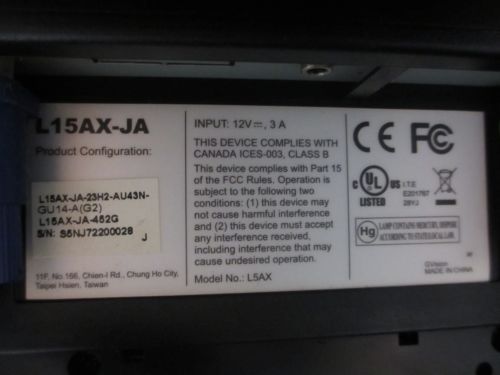 L15AX-JA
Product Configuration:
L15AX-JA-23H2-AU43N-
GU14-A(G2)
L15AX-JA-452G
S/N: S5NJ72200028 J
11F, No.166, Chien-I Rd., Chung Ho City,
Taipei Hsien, Taiwan
INPUT: 12V⎓, 3 A
THIS DEVICE COMPLIES WITH
CANADA ICES-003, CLASS B
This device complies with Part 15
of the FCC Rules. Operation is
subject to the following two
conditions: (1) this device may
not cause harmful interference
and (2) this device must accept
any interference received,
including interference that may
cause undesired operation.
Model No.: L5AX
CE FC
C UL US I.T.E
LISTED E201767
28YJ
Hg LAMP CONTAINS MERCURY, DISPOSE
ACCORDING TO STATE/LOCAL LAW.
GVision
MADE IN CHINA